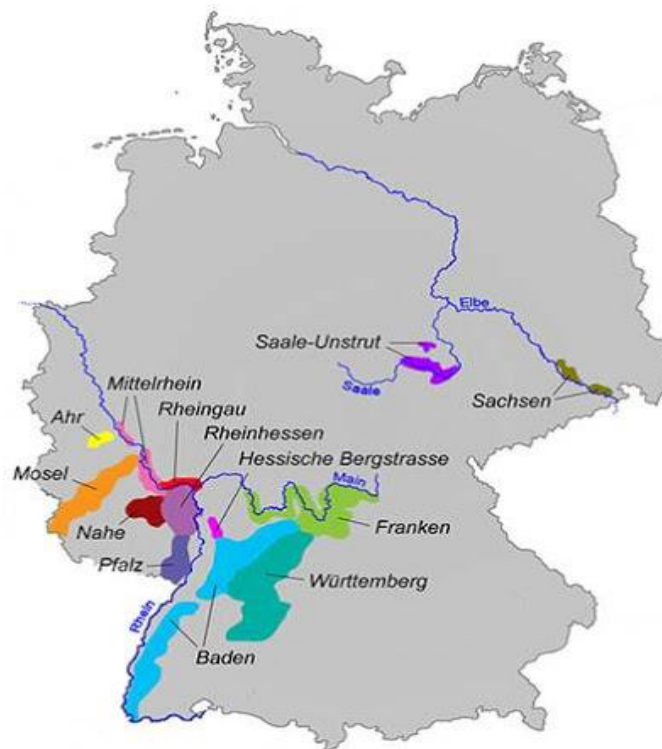 Elbe
Saale-Unstrut
Saale
Sachsen
Mittelrhein
Rheingau
Ahr
Rheinhessen
Hessische Bergstrasse
Mosel
Main
Nahe
Franken
Pfalz
Württemberg
Rhein
Baden